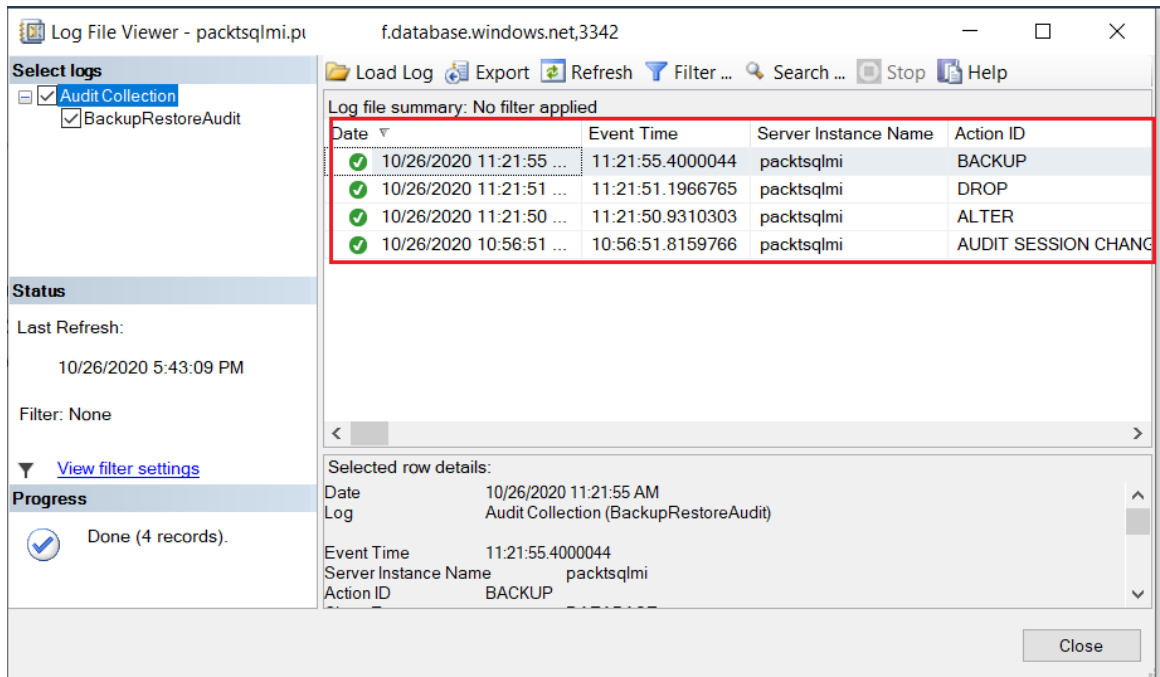 Log File Viewer - packtsqlmi.pu f.database.windows.net,3342
Select logs
Audit Collection
BackupRestoreAudit
Load Log Export Refresh Filter ... Search ... Stop Help
Log file summary: No filter applied
Date Event Time Server Instance Name Action ID
10/26/2020 11:21:55 ... 11:21:55.4000044 packtsqlmi BACKUP
10/26/2020 11:21:51 ... 11:21:51.1966765 packtsqlmi DROP
10/26/2020 11:21:50 ... 11:21:50.9310303 packtsqlmi ALTER
10/26/2020 10:56:51 ... 10:56:51.8159766 packtsqlmi AUDIT SESSION CHANG
Status
Last Refresh:
10/26/2020 5:43:09 PM
Filter: None
View filter settings
Progress
Done (4 records).
Selected row details:
Date 10/26/2020 11:21:55 AM
Log Audit Collection (BackupRestoreAudit)
Event Time 11:21:55.4000044
Server Instance Name packtsqlmi
Action ID BACKUP
Close